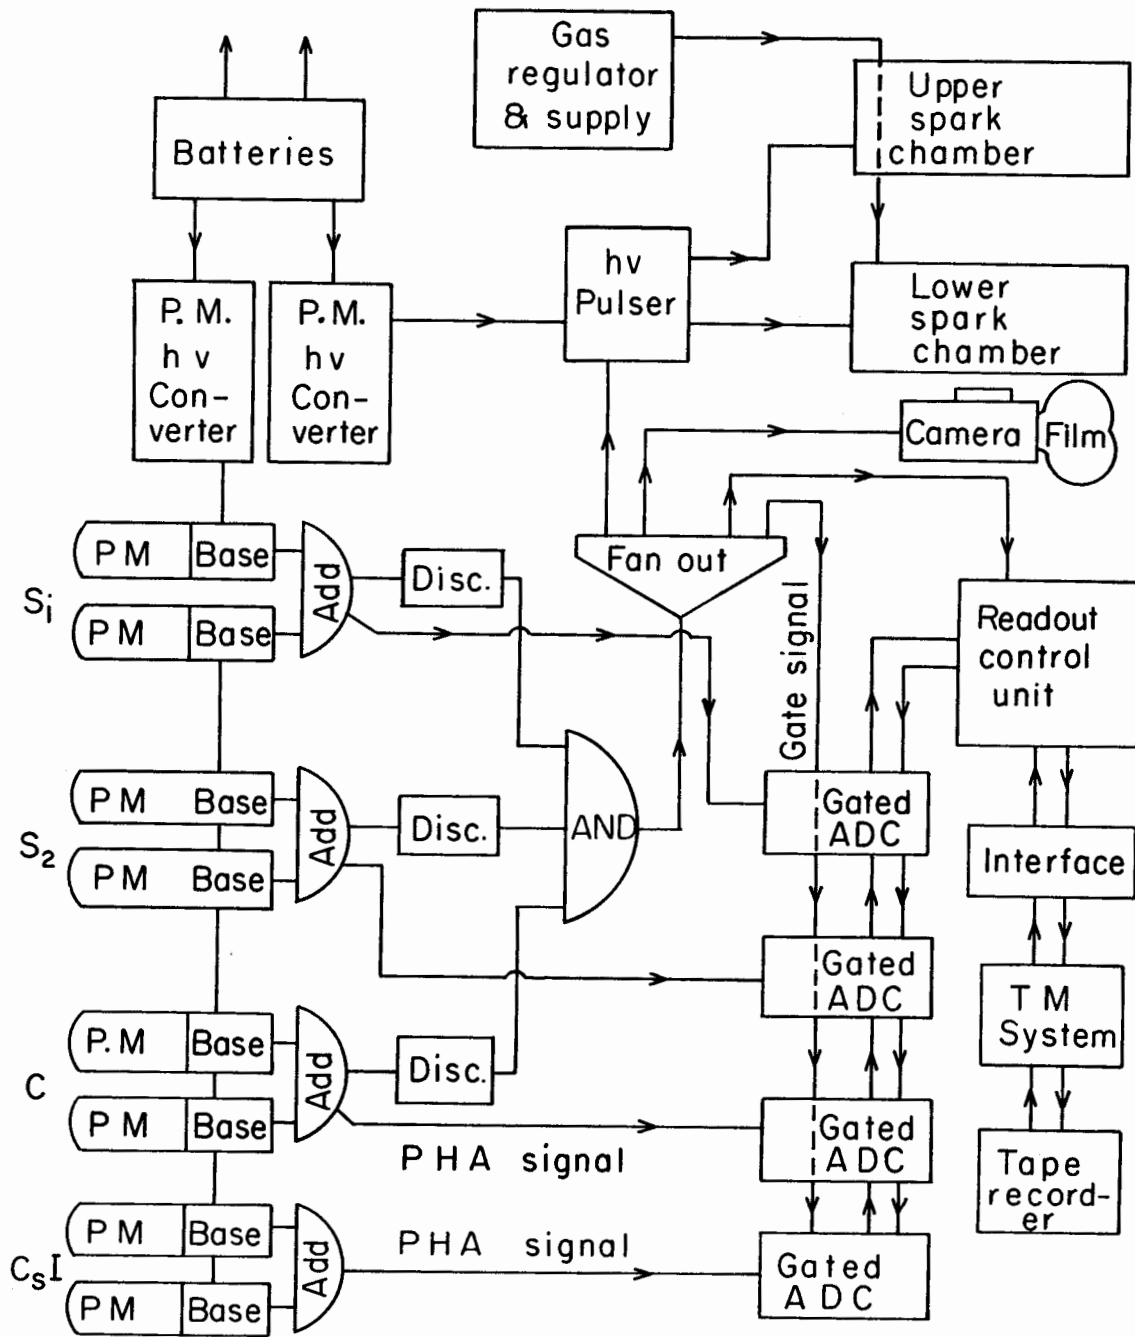 Gas
regulator
& supply
Upper
spark
chamber
Batteries
hv
Pulser
Lower
spark
chamber
P. M.
hv
Con-
verter
P. M.
hv
Con-
verter
Camera
Film
PM
Base
Add
Disc.
Fan out
Si
PM
Base
Gate signal
Readout
control
unit
PM
Base
Add
Disc.
AND
Gated
ADC
S2
PM
Base
Interface
Gated
ADC
TM
System
P.M
Base
Add
Disc.
C
PM
Base
PHA signal
Gated
ADC
Tape
record-
er
PM
Base
Add
PHA signal
CsI
PM
Base
Gated
ADC